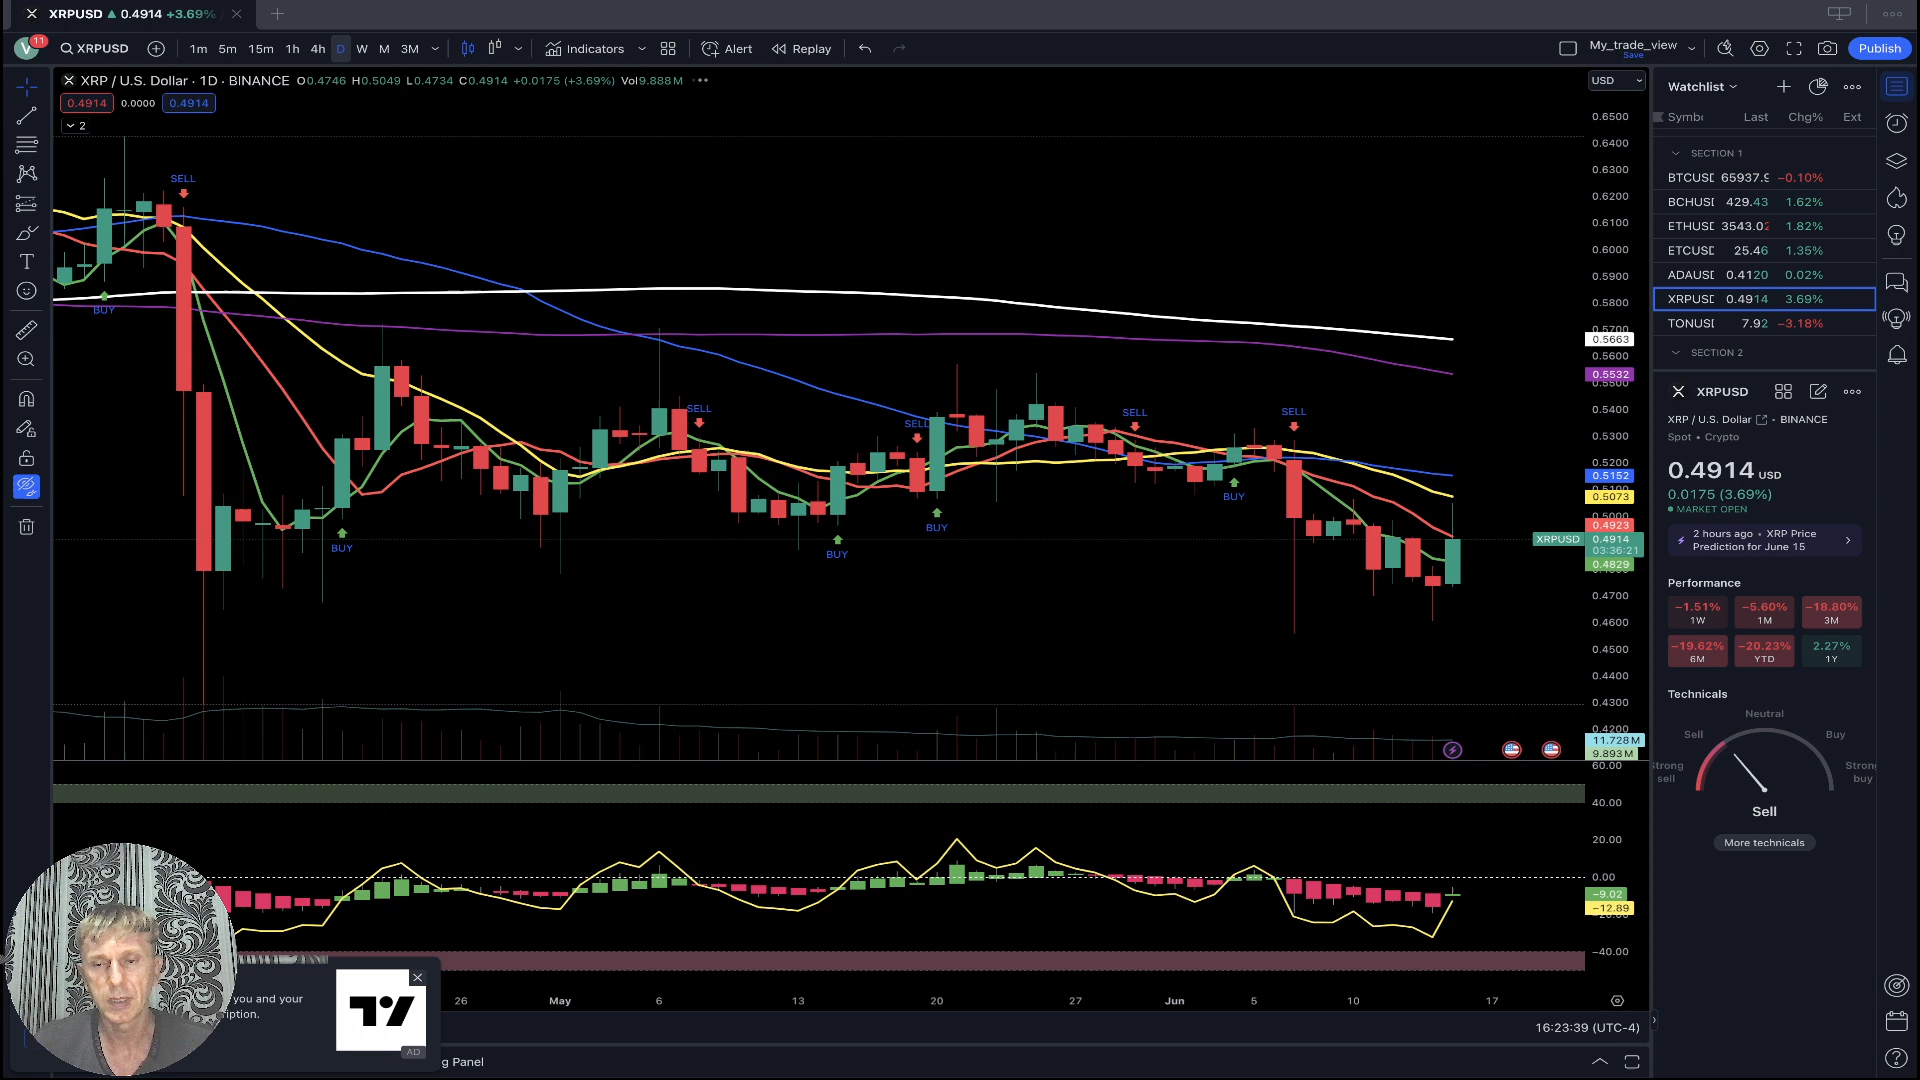 XRPUSD ▲ 0.4914 +3.69%
V 11 XRPUSD 1m 5m 15m 1h 4h D W M 3M Indicators Alert Replay My_trade_view Save Publish
XRP / U.S. Dollar · 1D · BINANCE O0.4746 H0.5049 L0.4734 C0.4914 +0.0175 (+3.69%) Vol9.888 M
0.4914 0.0000 0.4914
2
USD
0.6500
0.6400
0.6300
0.6200
0.6100
0.6000
0.5900
0.5800
0.5700
0.5663
0.5600
0.5532
0.5500
0.5400
0.5300
0.5200
0.5152
0.5100
0.5073
0.5000
0.4923
XRPUSD 0.4914
03:36:21
0.4829
0.4700
0.4600
0.4500
0.4400
0.4300
0.4200
11.728 M
9.893 M
60.00
40.00
20.00
0.00
−9.02
−12.89
−40.00
SELL
BUY
BUY
SELL
BUY
SELL
BUY
SELL
BUY
SELL
26 May 6 13 20 27 Jun 5 10 17
16:23:39 (UTC-4)
you and your
iption.
AD
g Panel
Watchlist
Symb Last Chg% Ext
SECTION 1
BTCUSD 65937.9 −0.10%
BCHUSD 429.43 1.62%
ETHUSD 3543.02 1.82%
ETCUSD 25.46 1.35%
ADAUSD 0.4120 0.02%
XRPUSD 0.4914 3.69%
TONUSD 7.92 −3.18%
SECTION 2
XRPUSD
XRP / U.S. Dollar • BINANCE
Spot • Crypto
0.4914 USD
0.0175 (3.69%)
MARKET OPEN
2 hours ago • XRP Price
Prediction for June 15
Performance
−1.51% −5.60% −18.80%
1W 1M 3M
−19.62% −20.23% 2.27%
6M YTD 1Y
Technicals
Neutral
Sell Buy
Strong sell Strong buy
Sell
More technicals